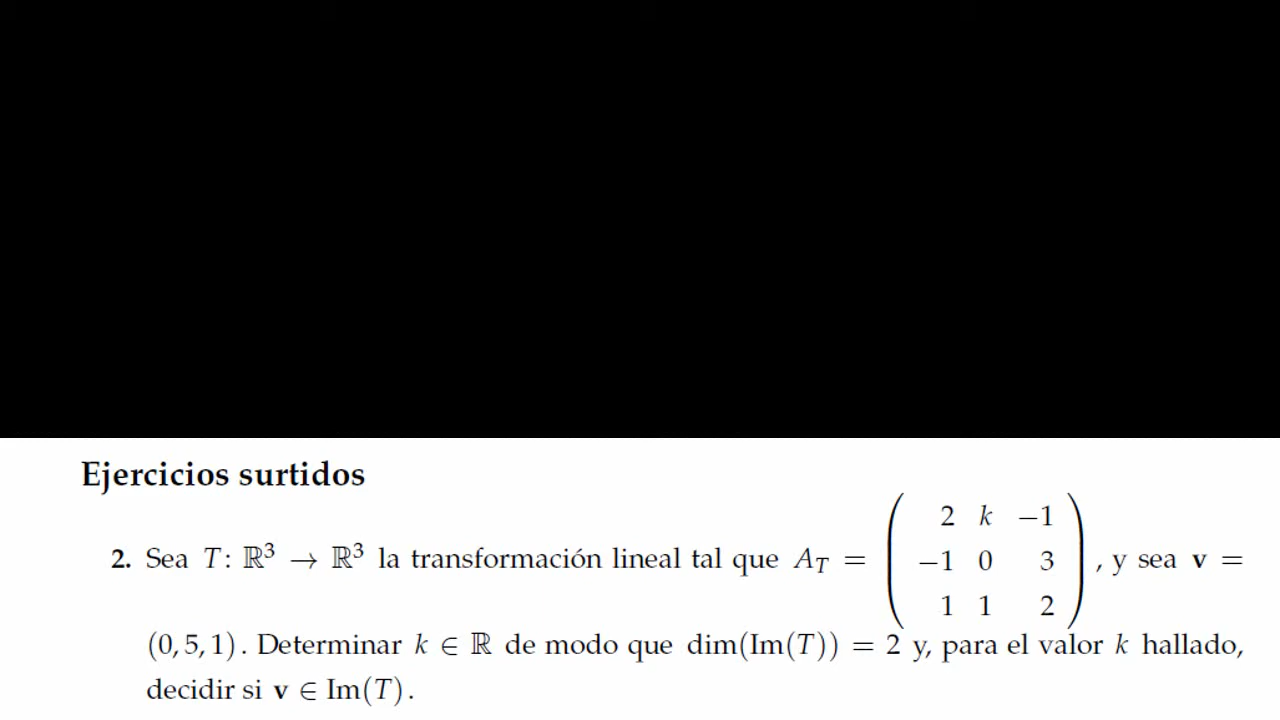 Ejercicios surtidos
2 k −1
2. Sea T: ℝ³ → ℝ³ la transformación lineal tal que A_T = ( −1 0 3 ) , y sea v =
1 1 2
(0, 5, 1). Determinar k ∈ ℝ de modo que dim(Im(T)) = 2 y, para el valor k hallado,
decidir si v ∈ Im(T).